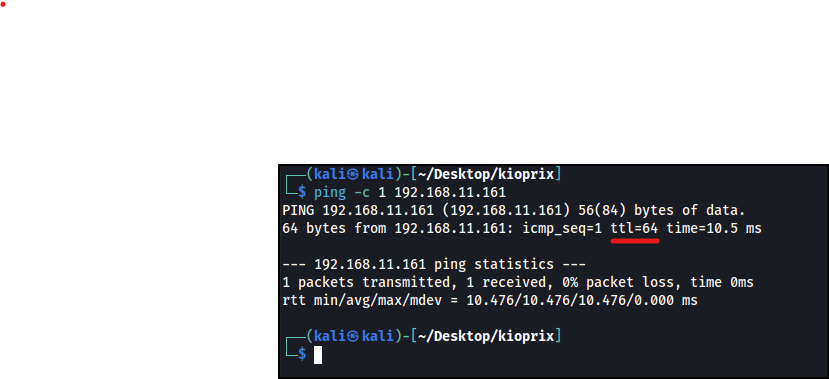 (kali㉿kali)-[~/Desktop/kioprix]
$ ping -c 1 192.168.11.161
PING 192.168.11.161 (192.168.11.161) 56(84) bytes of data.
64 bytes from 192.168.11.161: icmp_seq=1 ttl=64 time=10.5 ms
--- 192.168.11.161 ping statistics ---
1 packets transmitted, 1 received, 0% packet loss, time 0ms
rtt min/avg/max/mdev = 10.476/10.476/10.476/0.000 ms
(kali㉿kali)-[~/Desktop/kioprix]
$